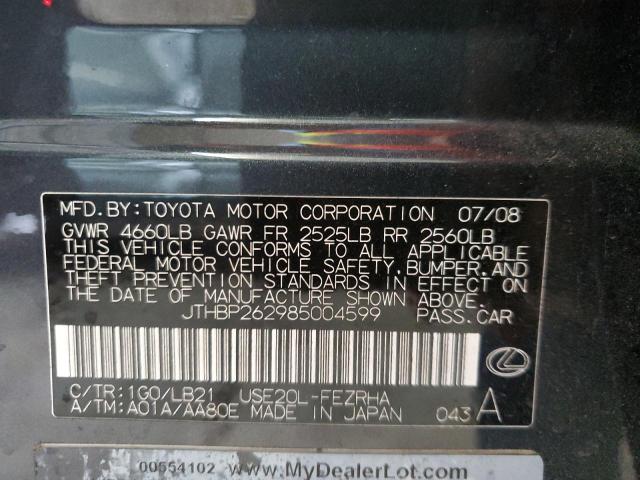 MFD.BY:TOYOTA MOTOR CORPORATION 07/08
GVWR 4660LB GAWR FR 2525LB RR 2560LB
THIS VEHICLE CONFORMS TO ALL APPLICABLE
FEDERAL MOTOR VEHICLE SAFETY,BUMPER,AND
THEFT PREVENTION STANDARDS IN EFFECT ON
THE DATE OF MANUFACTURE SHOWN ABOVE.
JTHBP262985004599 PASS.CAR
C/TR:1G0/LB21 USE20L-FEZRHA
A/TM:A01A/AA80E MADE IN JAPAN 043 A
00554102 www.MyDealerLot.com